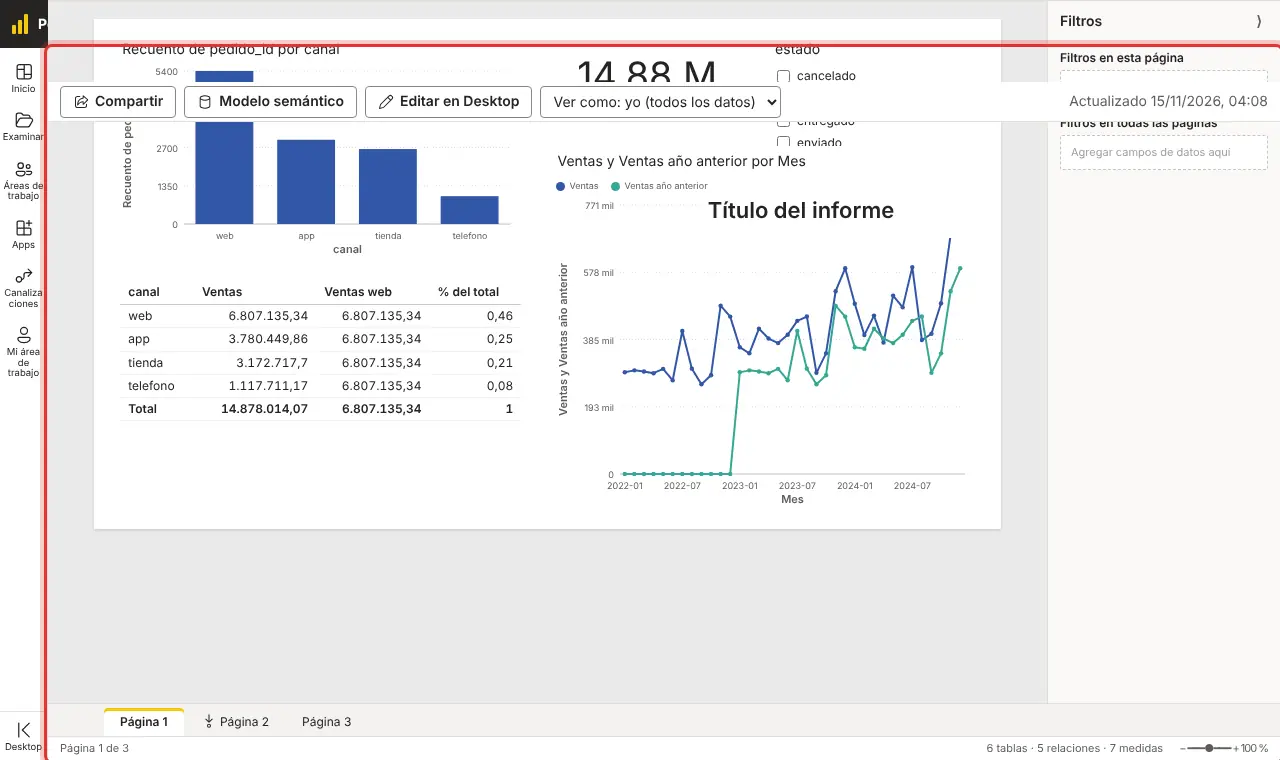 P
Filtros
Recuento de pedido_id por canal
estado
Filtros en esta página
Inicio
5400
14,88 M
cancelado
Compartir
Modelo semántico
Editar en Desktop
Ver como: yo (todos los datos)
Actualizado 15/11/2026, 04:08
Examinar
entregado
Filtros en todas las páginas
2700
enviado
Agregar campos de datos aquí
Áreas de
trabajo
1350
0
Recuento de ped
web
app
tienda
telefono
canal
Ventas y Ventas año anterior por Mes
Ventas
Ventas año anterior
Título del informe
771 mil
578 mil
385 mil
193 mil
0
Ventas y Ventas año anterior
2022-01
2022-07
2023-01
2023-07
2024-01
2024-07
Mes
Apps
Canaliza
ciones
Mi área
de
trabajo
canal Ventas Ventas web % del total
web 6.807.135,34 6.807.135,34 0,46
app 3.780.449,86 6.807.135,34 0,25
tienda 3.172.717,7 6.807.135,34 0,21
telefono 1.117.711,17 6.807.135,34 0,08
Total 14.878.014,07 6.807.135,34 1
Página 1
Página 2
Página 3
Desktop
Página 1 de 3
6 tablas · 5 relaciones · 7 medidas
− + 100 %